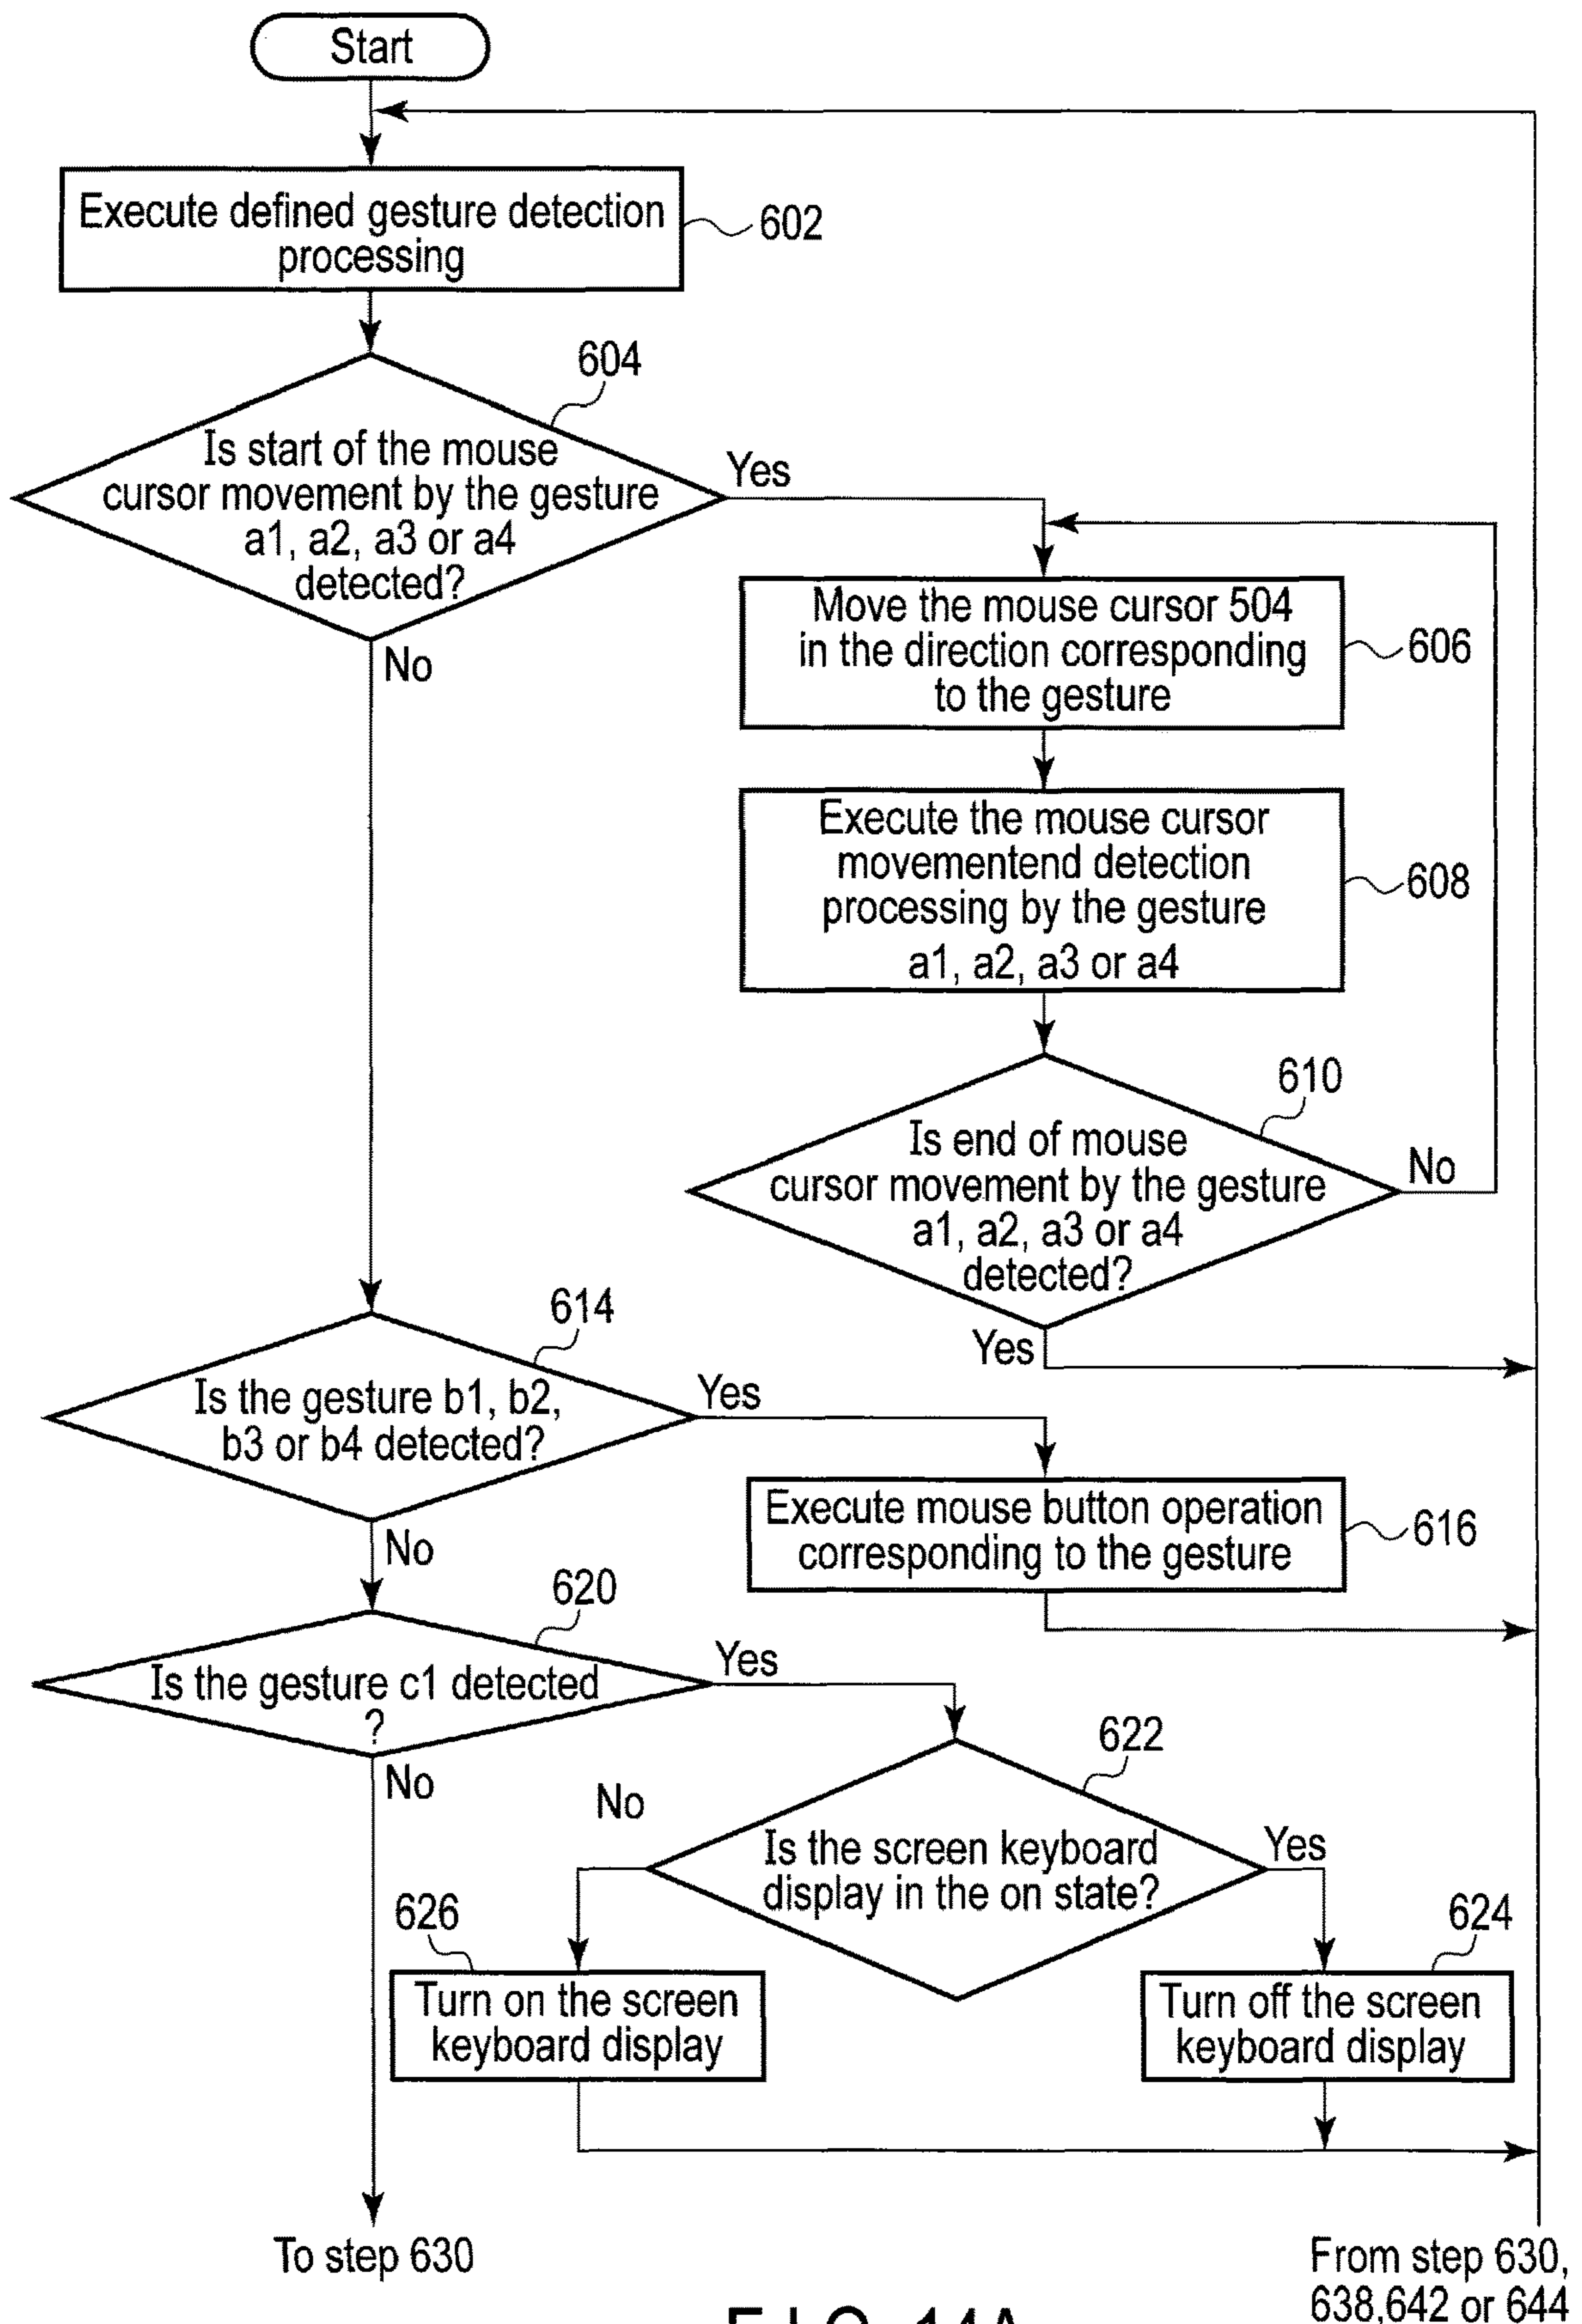 Start
Execute defined gesture detection
processing
602
604
Is start of the mouse
cursor movement by the gesture
a1, a2, a3 or a4
detected?
Yes
No
Move the mouse cursor 504
in the direction corresponding
to the gesture
606
Execute the mouse cursor
movementend detection
processing by the gesture
a1, a2, a3 or a4
608
610
Is end of mouse
cursor movement by the gesture
a1, a2, a3 or a4
detected?
No
Yes
614
Is the gesture b1, b2,
b3 or b4 detected?
Yes
No
Execute mouse button operation
corresponding to the gesture
616
620
Is the gesture c1 detected
?
Yes
No
622
Is the screen keyboard
display in the on state?
No
Yes
626
Turn on the screen
keyboard display
624
Turn off the screen
keyboard display
To step 630
From step 630,
638,642 or 644
FIG. 14A